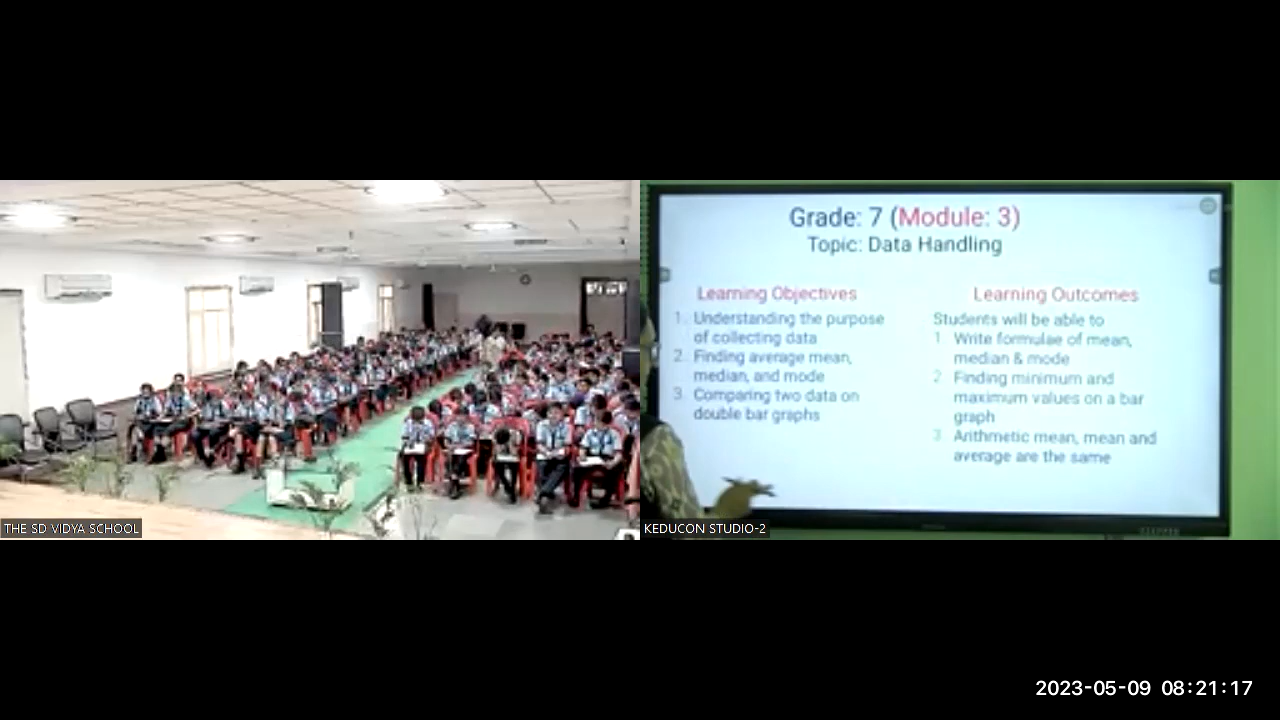 Grade: 7 (Module: 3)
Topic: Data Handling
Learning Objectives
1. Understanding the purpose
of collecting data
2. Finding average mean,
median, and mode
3. Comparing two data on
double bar graphs
Learning Outcomes
Students will be able to
1 Write formulae of mean,
median & mode
2 Finding minimum and
maximum values on a bar
graph
3 Arithmetic mean, mean and
average are the same
THE SD VIDYA SCHOOL
KEDUCON STUDIO-2
2023-05-09 08:21:17